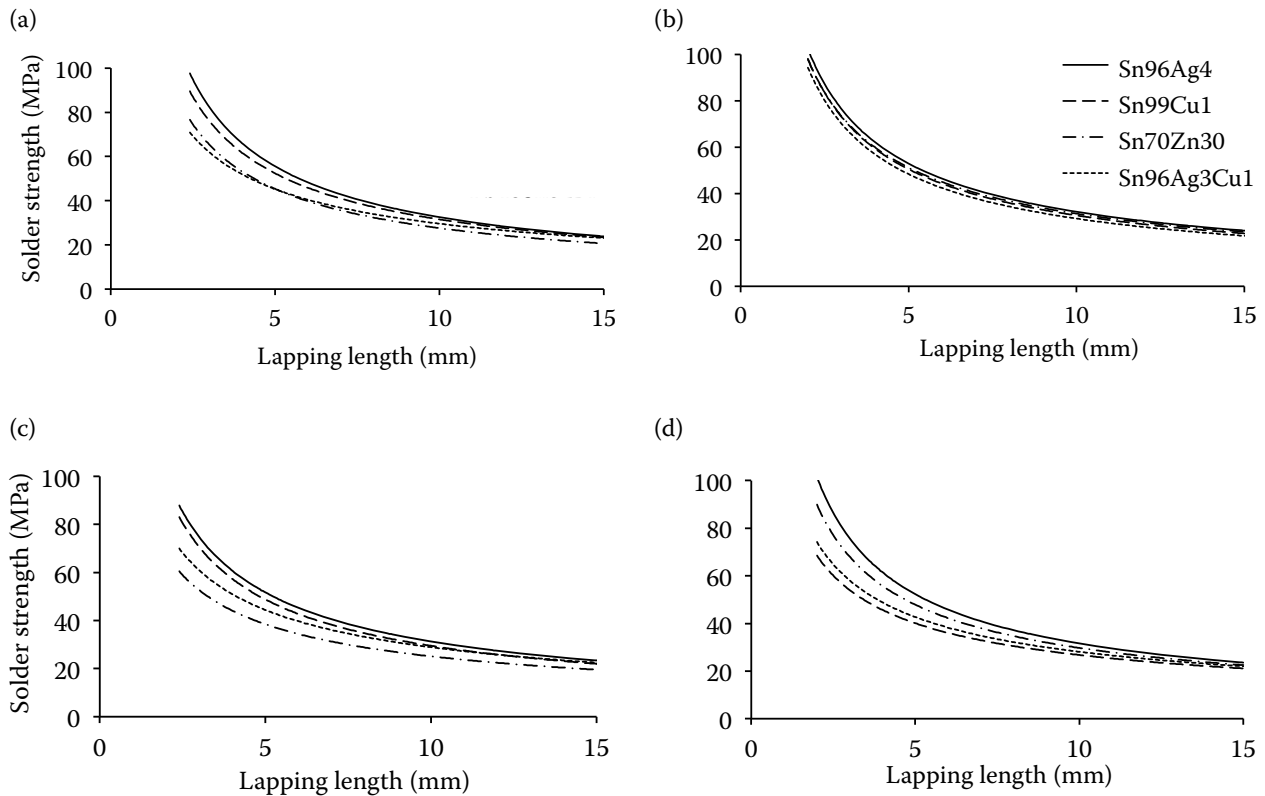 (a)
Solder strength (MPa)
100
80
60
40
20
0
0 5 10 15
Lapping length (mm)
(b)
100
80
60
40
20
0
0 5 10 15
Lapping length (mm)
Sn96Ag4
Sn99Cu1
Sn70Zn30
Sn96Ag3Cu1
(c)
Solder strength (MPa)
100
80
60
40
20
0
0 5 10 15
Lapping length (mm)
(d)
100
80
60
40
20
0
0 5 10 15
Lapping length (mm)